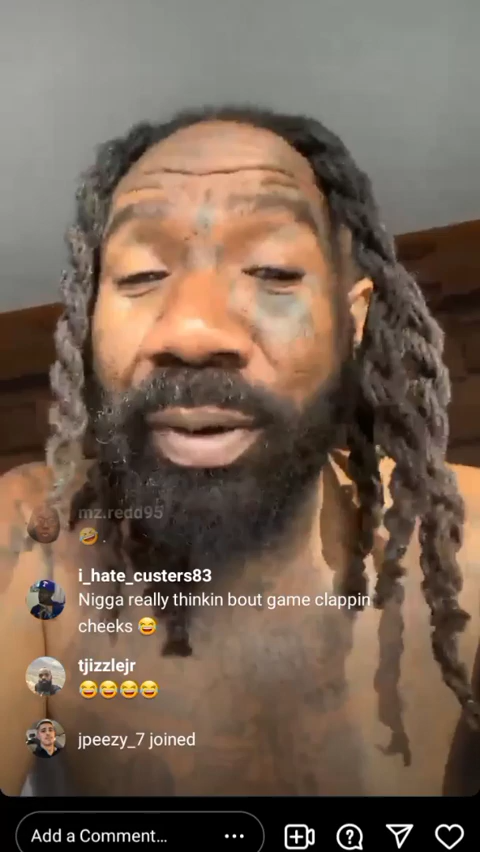 mz.redd95
🤣 .
i_hate_custers83
Nigga really thinkin bout game clappin
cheeks 😂
tjizzlejr
😂😂😂😂
jpeezy_7 joined
Add a Comment...